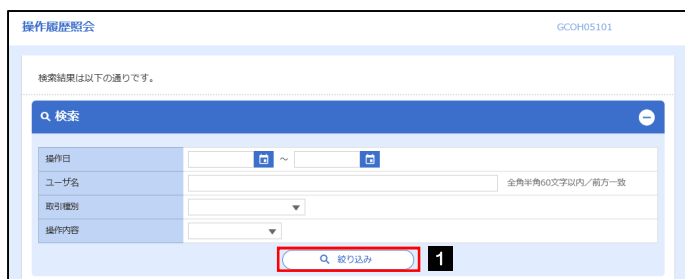 操作履歴照会 GCOH05101
検索結果は以下の通りです。
検索
操作日 ～
ユーザ名 全角半角60文字以内／前方一致
取引種別
操作内容
絞り込み 1